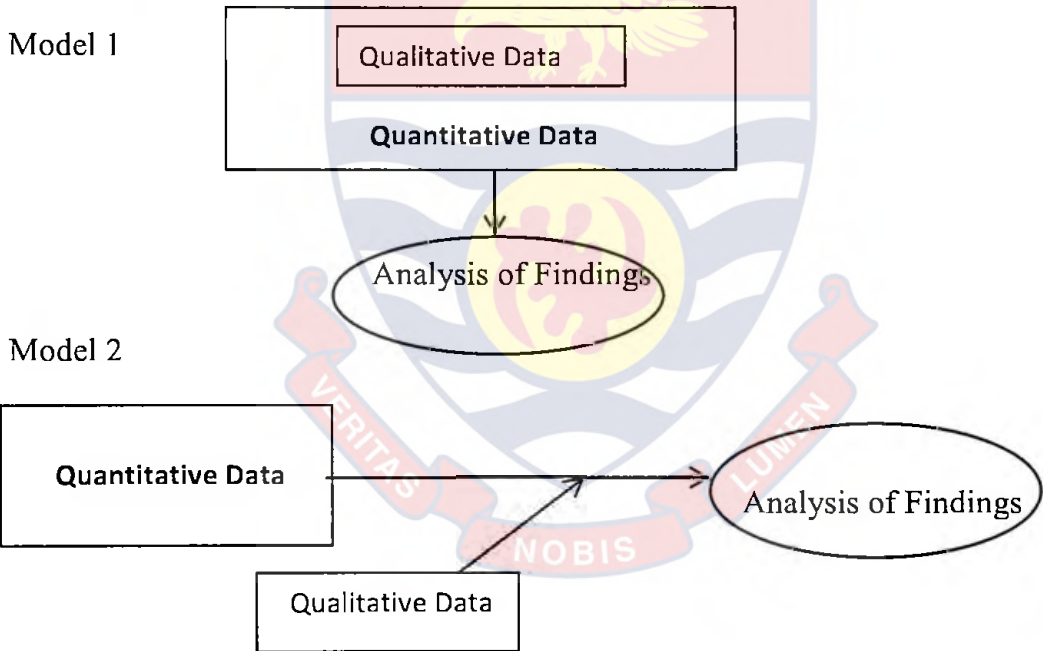 Model 1
Qualitative Data
Quantitative Data
Analysis of Findings
Model 2
Quantitative Data
Analysis of Findings
Qualitative Data
VERITAS
NOBIS
LUMEN